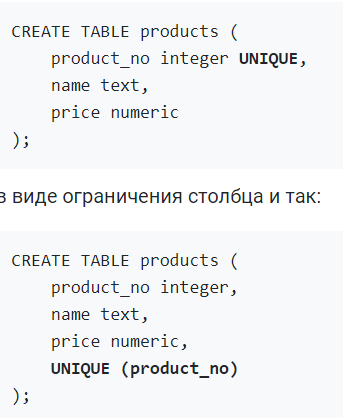 CREATE TABLE products (
    product_no integer UNIQUE,
    name text,
    price numeric
);
в виде ограничения столбца и так:
CREATE TABLE products (
    product_no integer,
    name text,
    price numeric,
    UNIQUE (product_no)
);